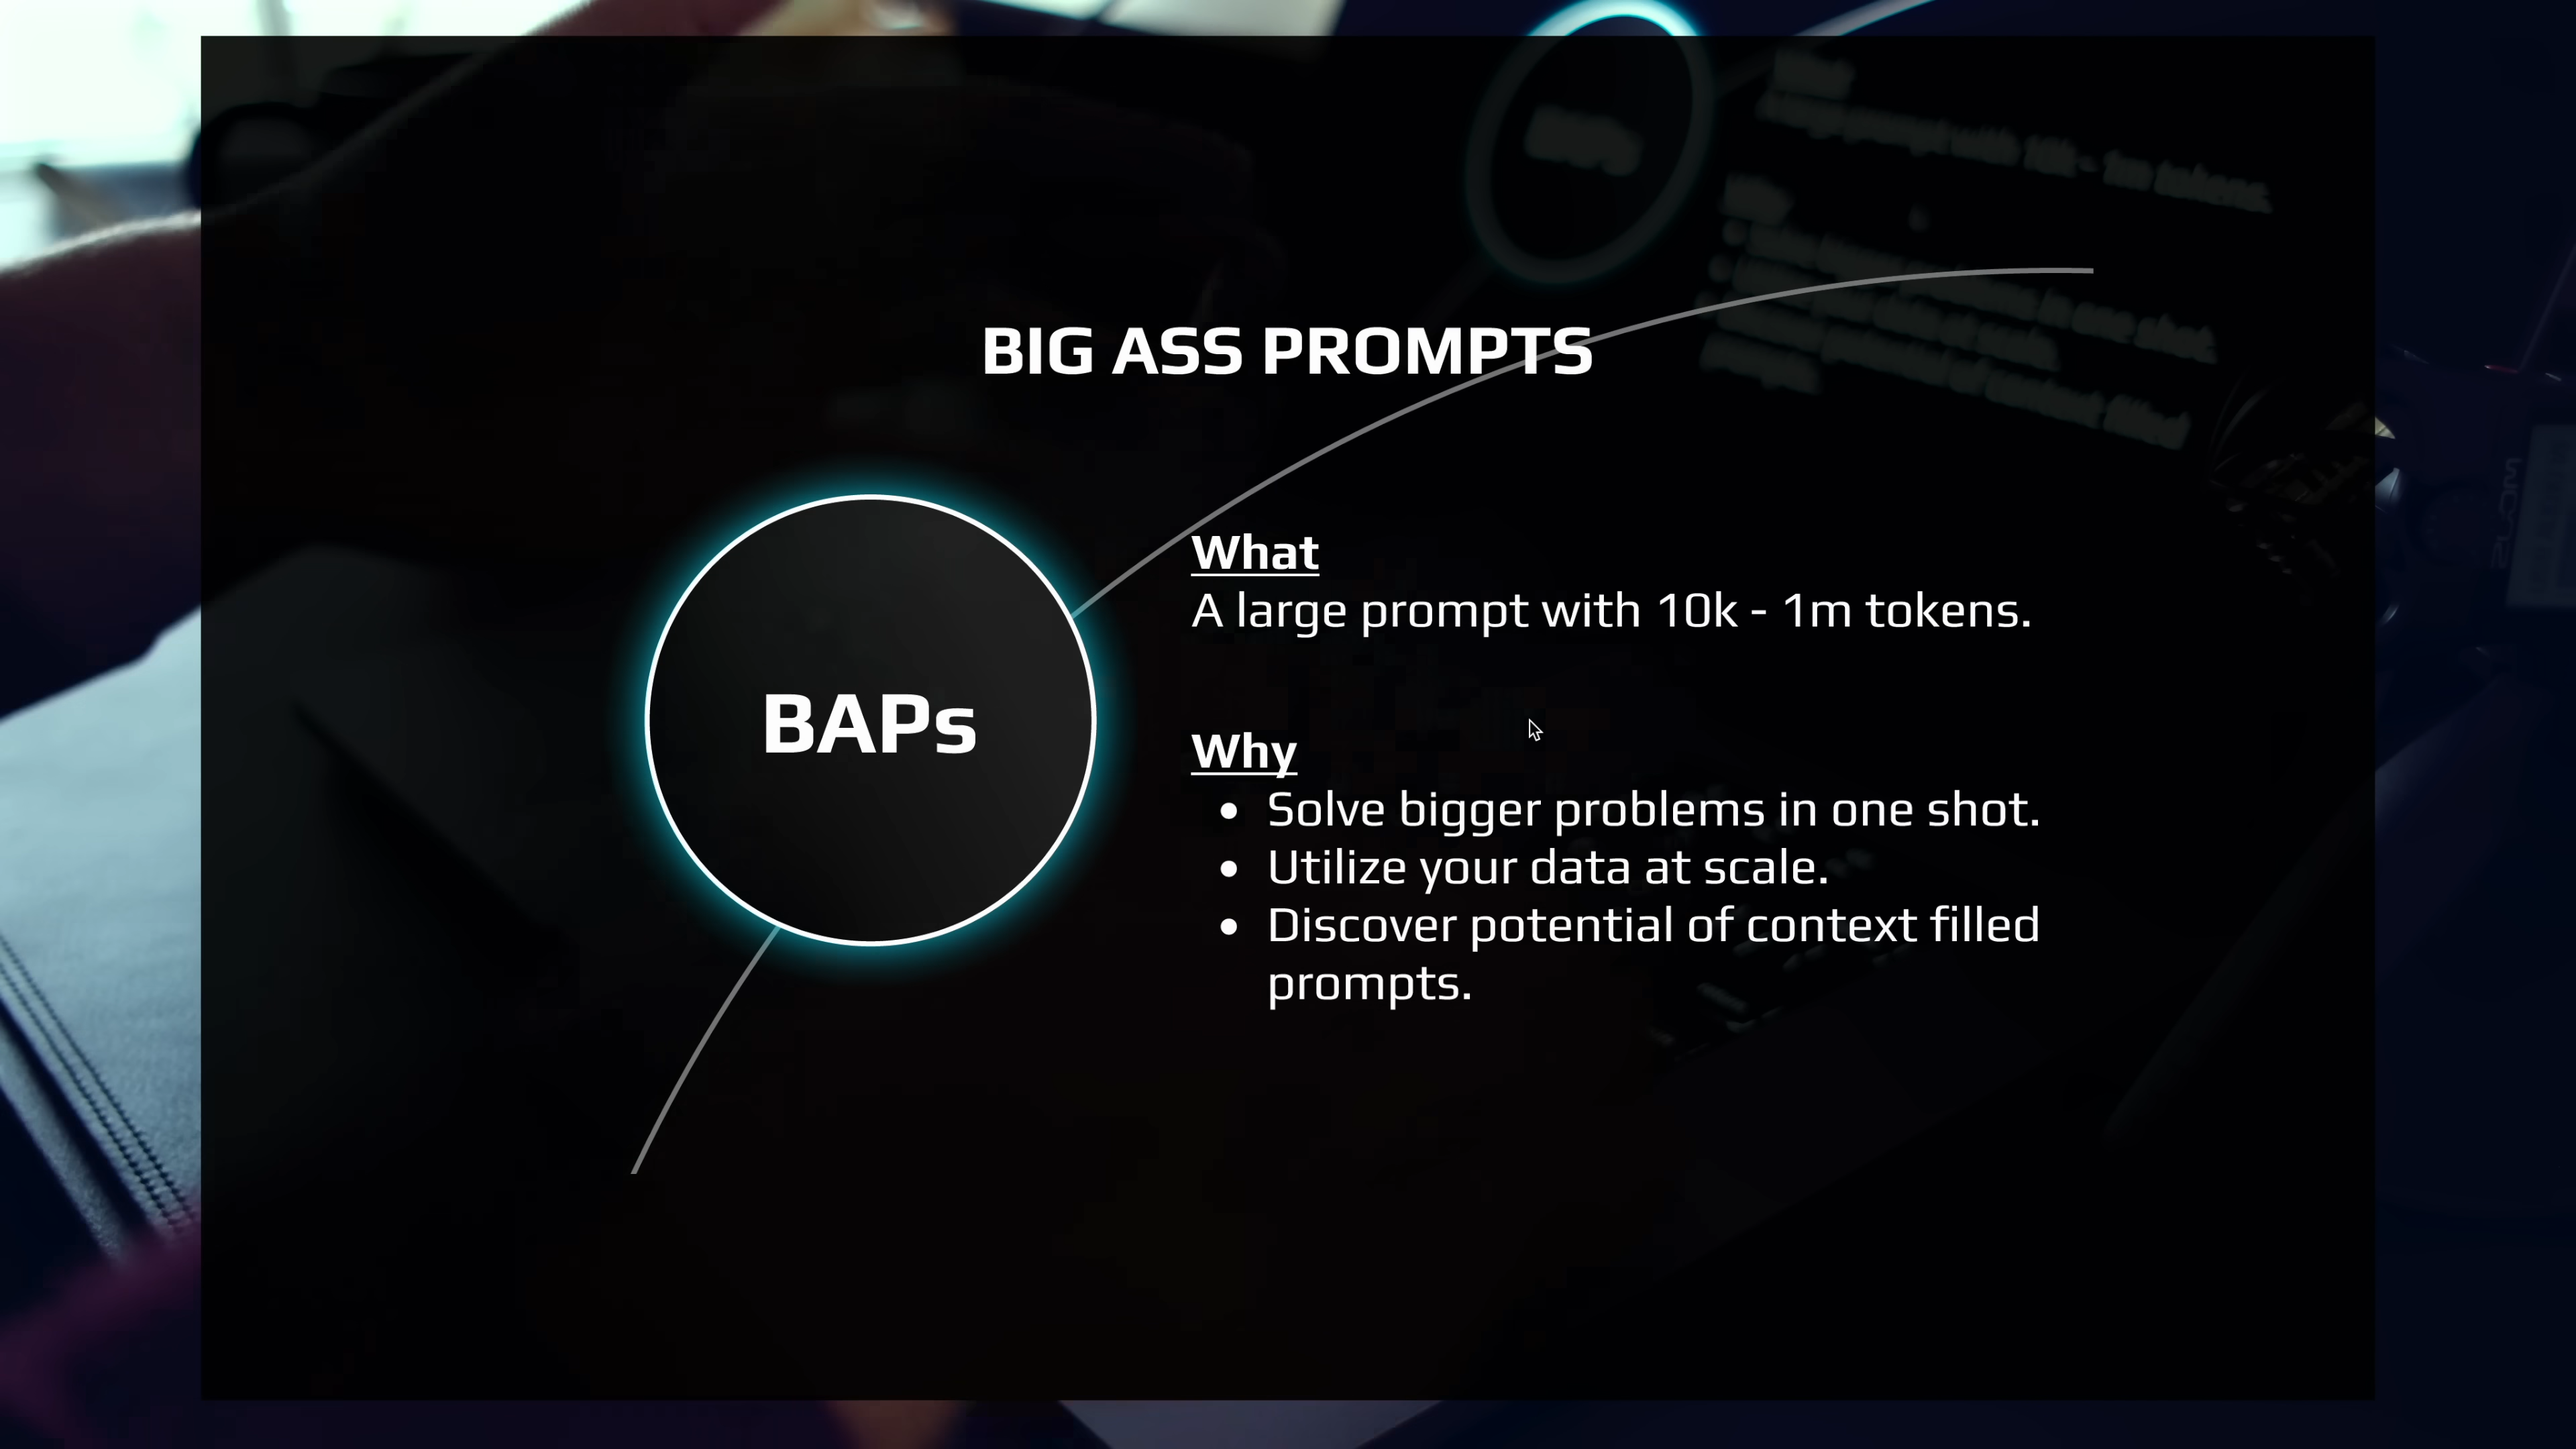 BIG ASS PROMPTS
BAPs
What
A large prompt with 10k - 1m tokens.
Why
• Solve bigger problems in one shot.
• Utilize your data at scale.
• Discover potential of context filled
prompts.